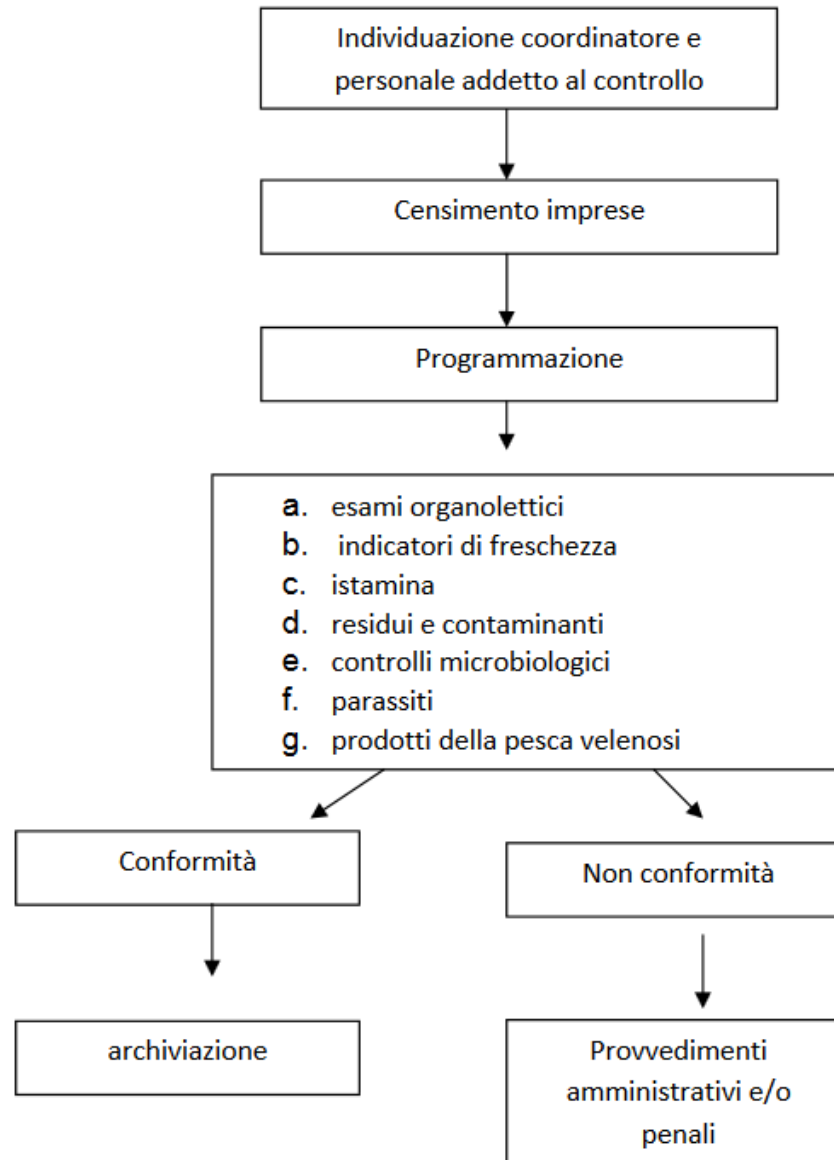 Individuazione coordinatore e
personale addetto al controllo
Censimento imprese
Programmazione
a. esami organolettici
b. indicatori di freschezza
c. istamina
d. residui e contaminanti
e. controlli microbiologici
f. parassiti
g. prodotti della pesca velenosi
Conformità
Non conformità
archiviazione
Provvedimenti
amministrativi e/o
penali